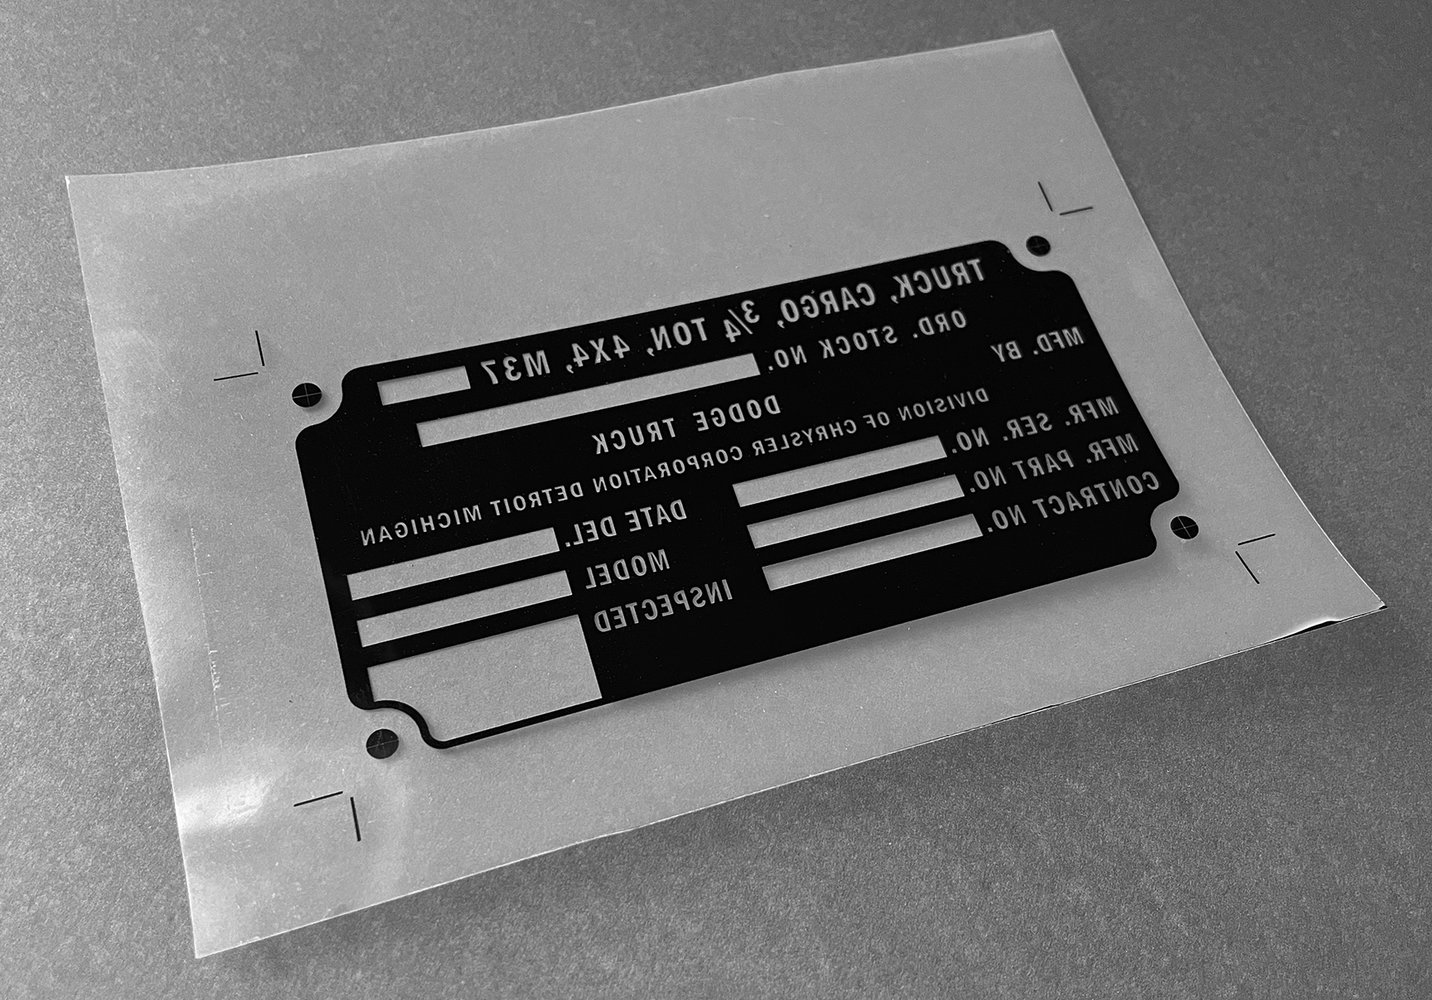 TRUCK, CARGO, 3/4 TON, 4X4, M37
ORD. STOCK NO.
MFD. BY
DODGE TRUCK
DIVISION OF CHRYSLER CORPORATION DETROIT MICHIGAN
MFR. SER. NO.
DATE DEL.
MFR. PART NO.
MODEL
CONTRACT NO.
INSPECTED